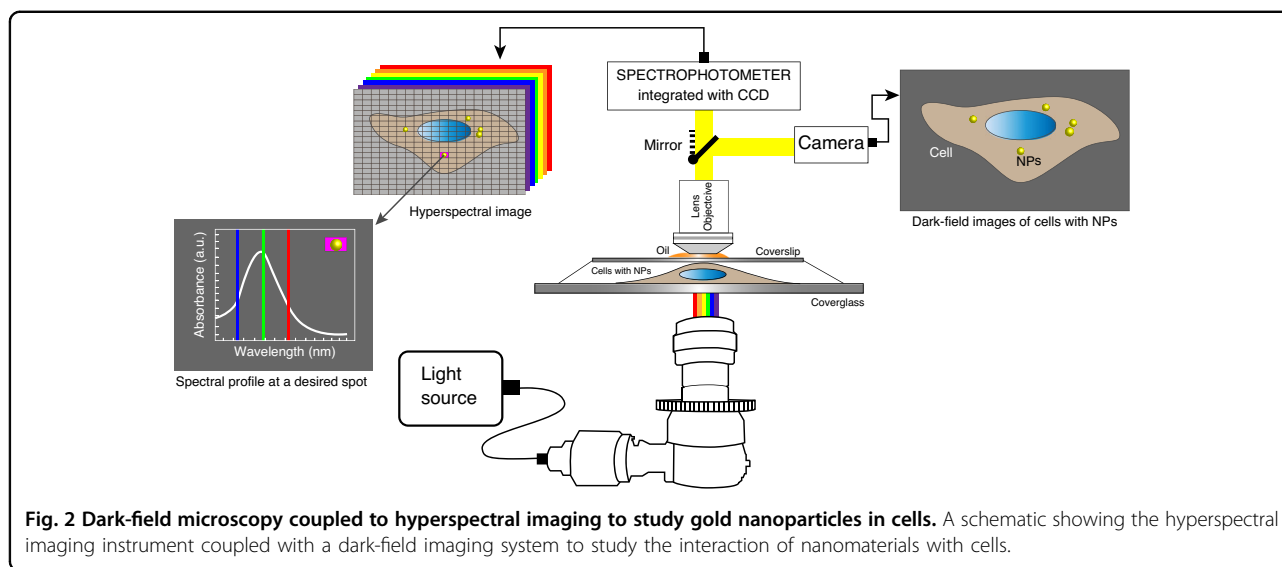 SPECTROPHOTOMETER
integrated with CCD
Mirror
Camera
Lens
Objectcive
Oil
Coverslip
Cells with NPs
Coverglass
Light
source
Hyperspectral image
Absorbance (a.u.)
Wavelength (nm)
Spectral profile at a desired spot
Cell
NPs
Dark-field images of cells with NPs
Fig. 2 Dark-field microscopy coupled to hyperspectral imaging to study gold nanoparticles in cells. A schematic showing the hyperspectral
imaging instrument coupled with a dark-field imaging system to study the interaction of nanomaterials with cells.